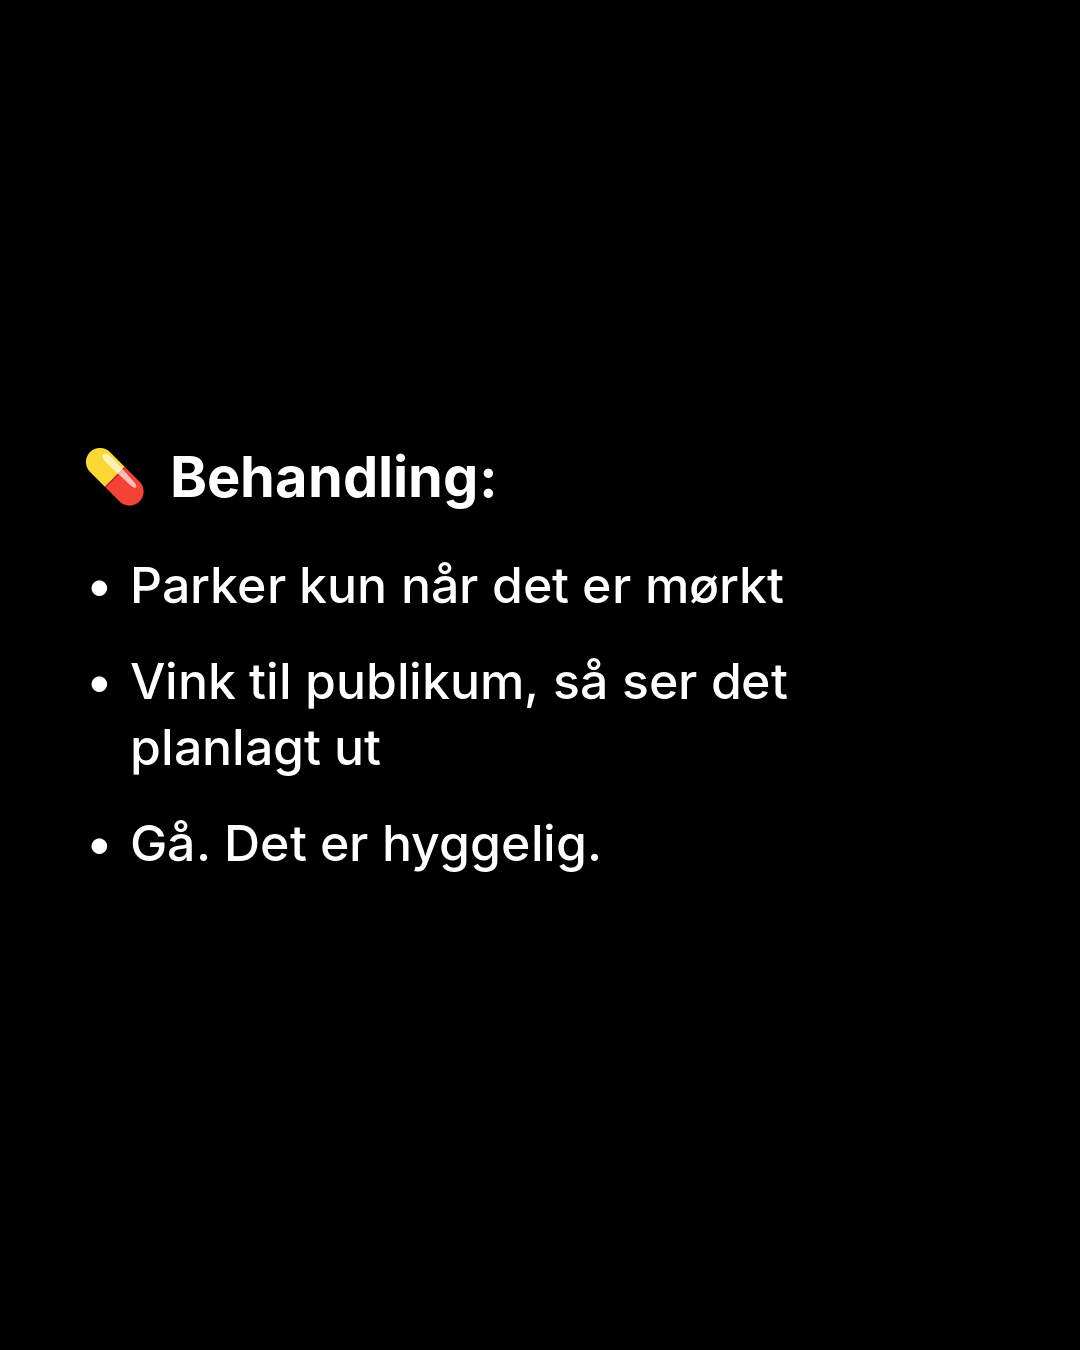 💊 Behandling:
• Parker kun når det er mørkt
• Vink til publikum, så ser det
planlagt ut
• Gå. Det er hyggelig.